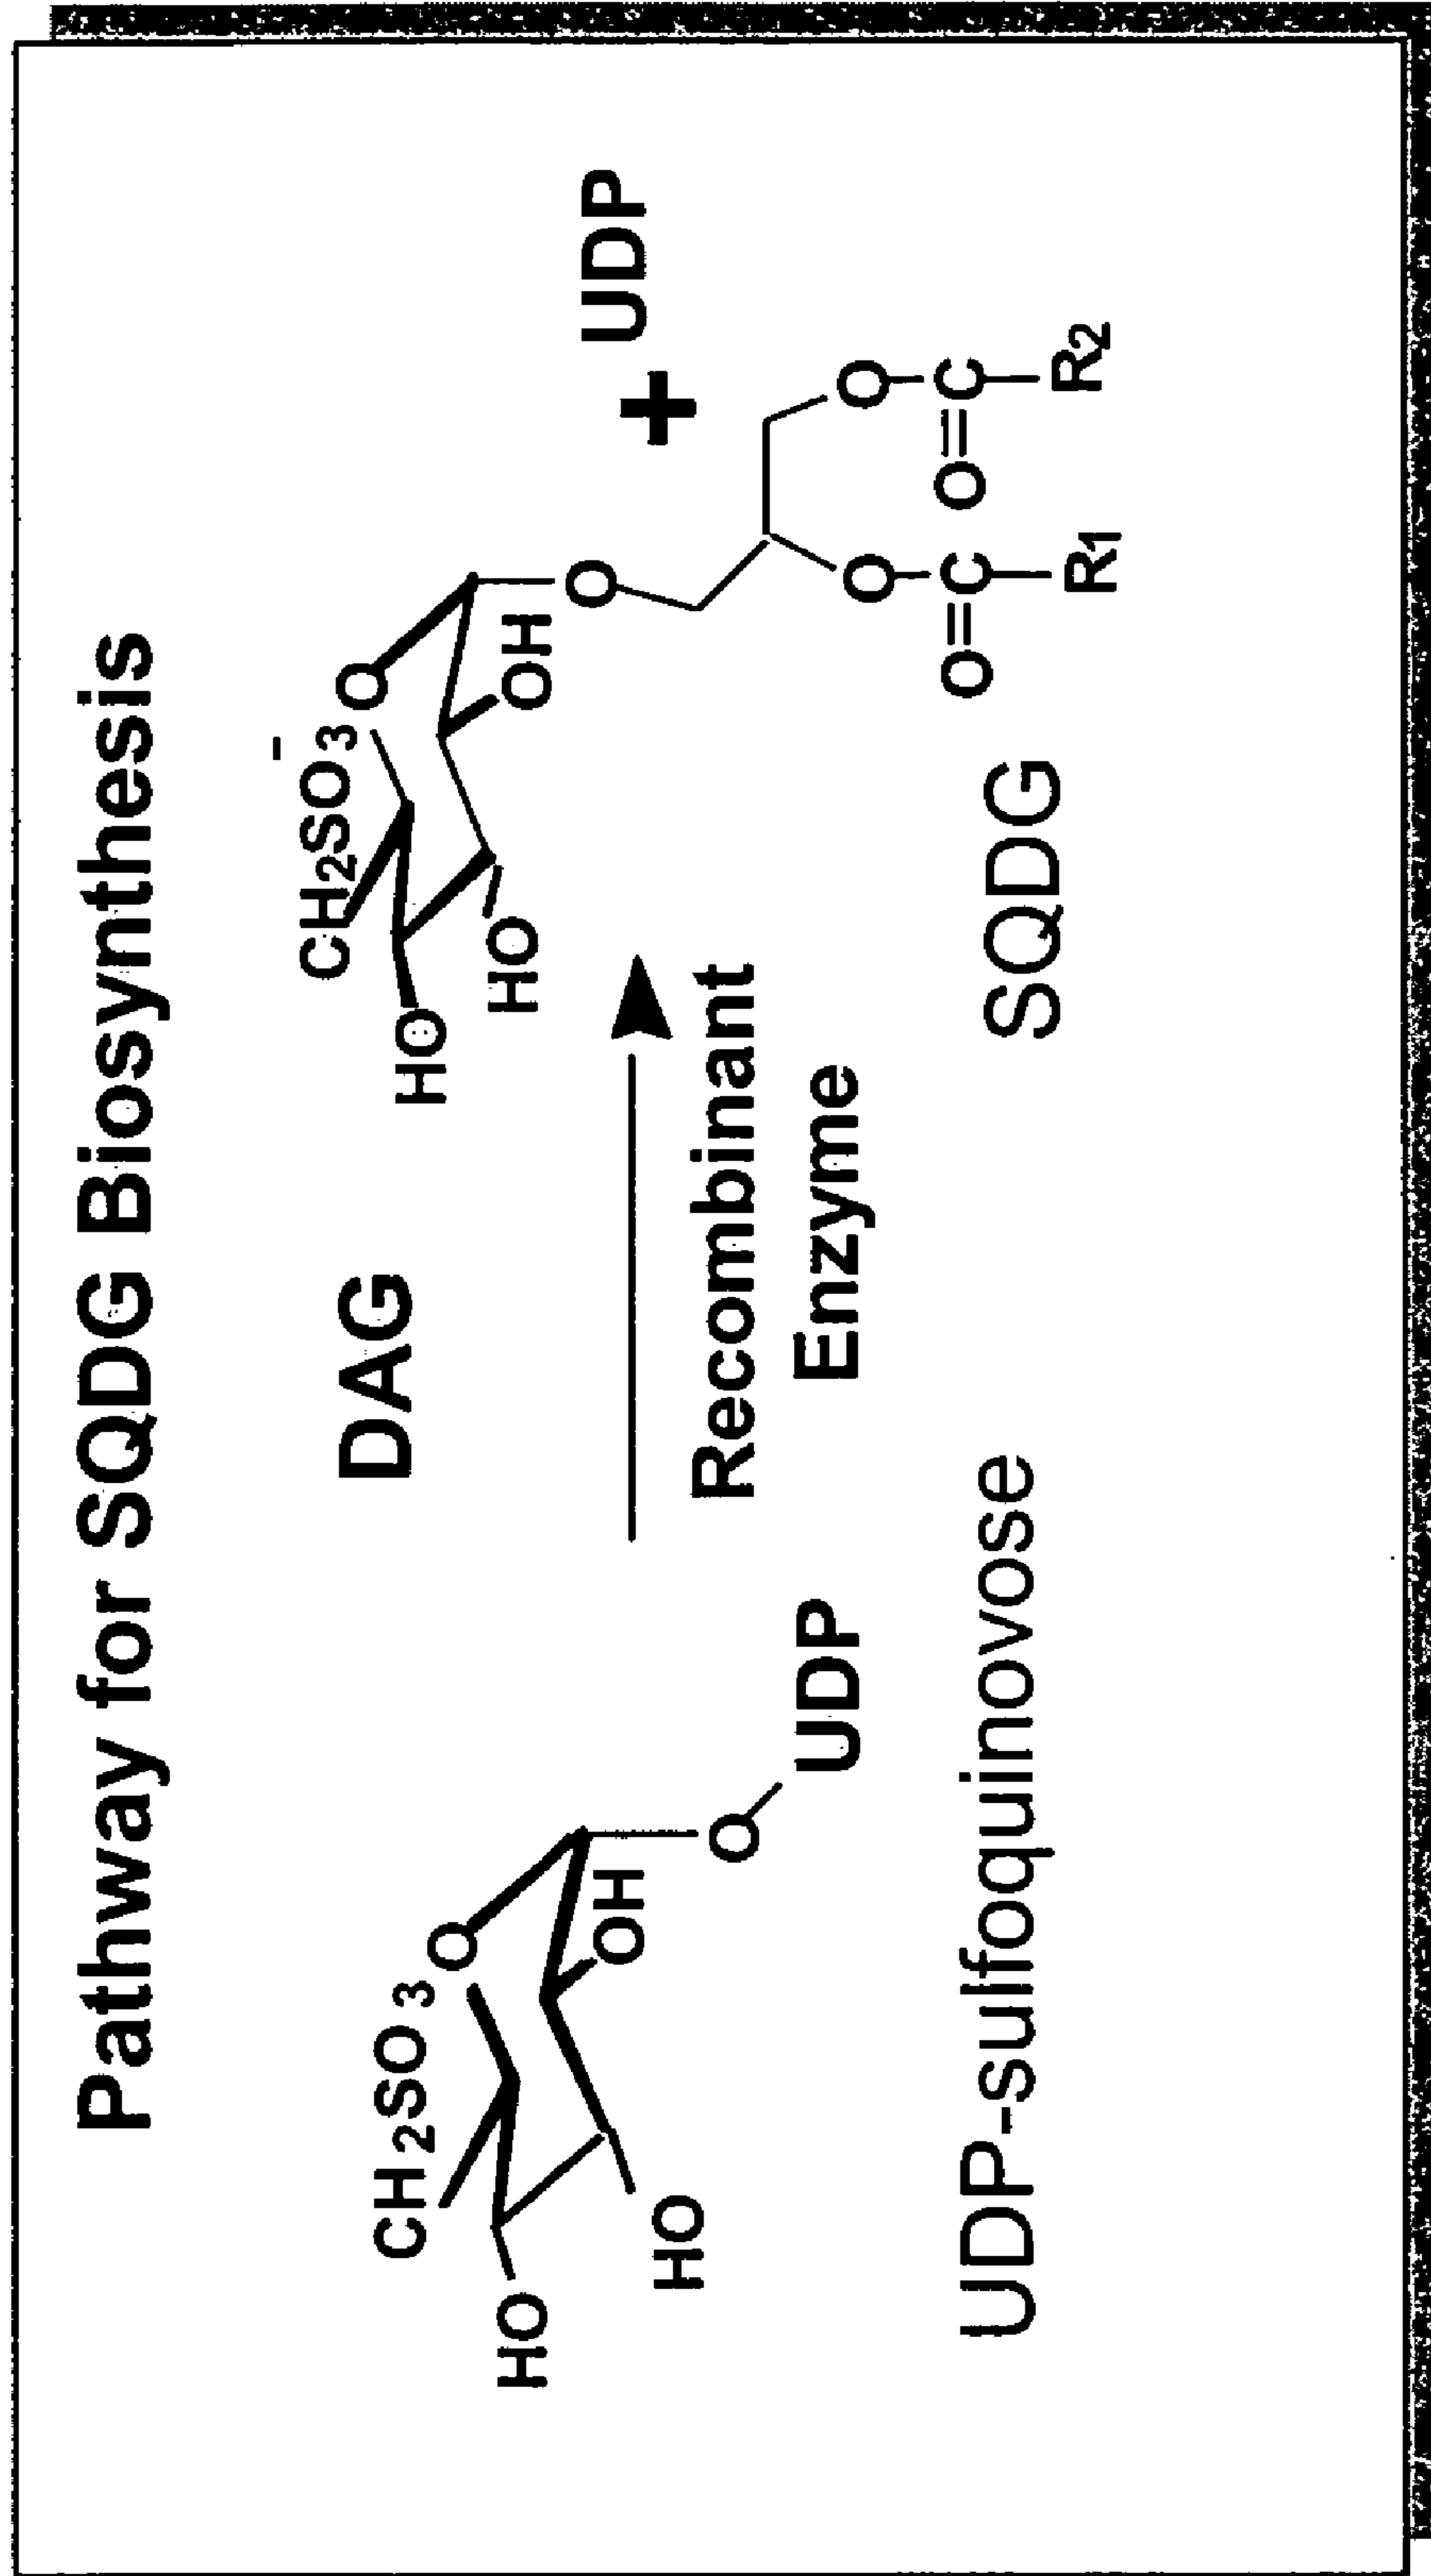 Pathway for SQDG Biosynthesis
CH2SO3
O
HO
HO
OH
O
UDP
UDP-sulfoquinovose
DAG
Recombinant
Enzyme
CH2SO3-
O
HO
HO
OH
O
O
O
O=C
O=C
R1
R2
SQDG
+
UDP